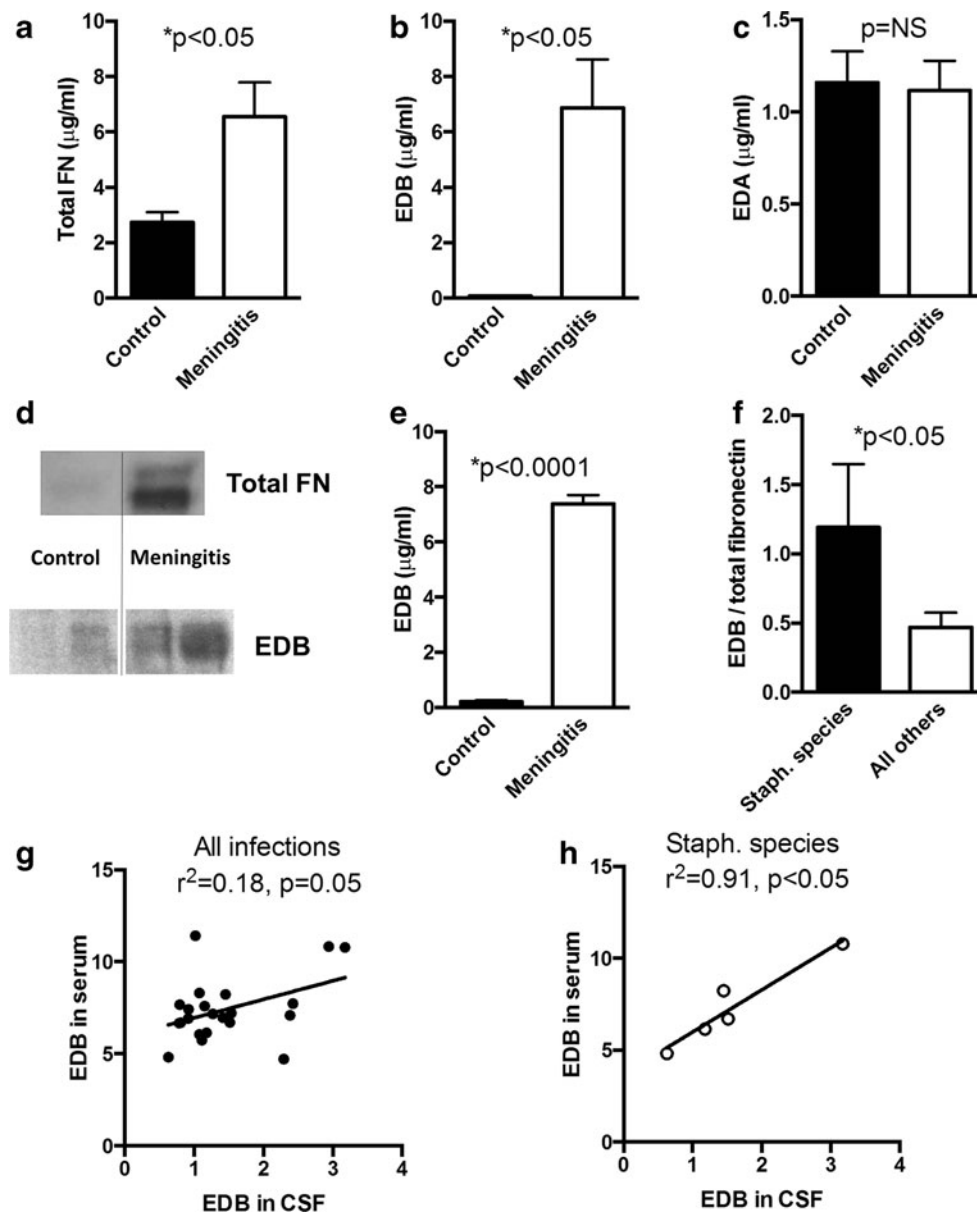 a
*p<0.05
Total FN (μg/ml)
10
8
6
4
2
0
Control
Meningitis
b
*p<0.05
EDB (μg/ml)
10
8
6
4
2
0
Control
Meningitis
c
p=NS
EDA (μg/ml)
1.5
1.0
0.5
0.0
Control
Meningitis
d
Total FN
Control
Meningitis
EDB
e
*p<0.0001
EDB (μg/ml)
10
8
6
4
2
0
Control
Meningitis
f
*p<0.05
EDB / total fibronectin
2.0
1.5
1.0
0.5
0.0
Staph. species
All others
g
All infections
r²=0.18, p=0.05
EDB in serum
15
10
5
0
0 1 2 3 4
EDB in CSF
h
Staph. species
r²=0.91, p<0.05
EDB in serum
15
10
5
0
0 1 2 3 4
EDB in CSF